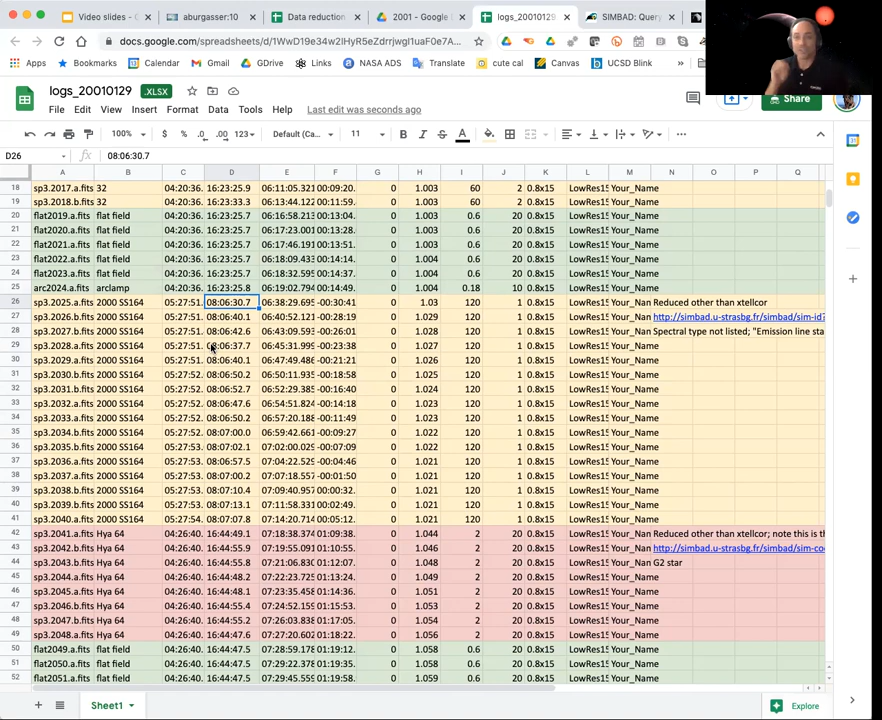 Video slides - G
aburgasser:10
Data reduction
2001 - Google
logs_20010129
SIMBAD: Query
docs.google.com/spreadsheets/d/1WwD19e34w2IHyR5eZdrrjwgI1uaF0e7A...
Apps
Bookmarks
Calendar
Gmail
GDrive
Links
NASA ADS
Translate
cute cal
Canvas
UCSD Blink
logs_20010129 .XLSX
Share
File Edit View Insert Format Data Tools Help Last edit was seconds ago
100% $ % .0 .00 123 Default (Ca... 11 B I S A
D26 fx 08:06:30.7
A B C D E F G H I J K L M N O P Q
18 sp3.2017.a.fits 32 04:20:36. 16:23:25.9 06:11:05.321 00:09:20. 0 1.003 60 2 0.8x15 LowRes15 Your_Name
19 sp3.2018.b.fits 32 04:20:36. 16:23:33.3 06:13:44.122 00:11:59. 0 1.003 60 2 0.8x15 LowRes15 Your_Name
20 flat2019.a.fits flat field 04:20:36. 16:23:25.7 06:16:58.213 00:13:04. 0 1.003 0.6 20 0.8x15 LowRes15 Your_Name
21 flat2020.a.fits flat field 04:20:36. 16:23:25.7 06:17:23.001 00:13:28. 0 1.003 0.6 20 0.8x15 LowRes15 Your_Name
22 flat2021.a.fits flat field 04:20:36. 16:23:25.7 06:17:46.191 00:13:51. 0 1.003 0.6 20 0.8x15 LowRes15 Your_Name
23 flat2022.a.fits flat field 04:20:36. 16:23:25.7 06:18:09.433 00:14:14. 0 1.003 0.6 20 0.8x15 LowRes15 Your_Name
24 flat2023.a.fits flat field 04:20:36. 16:23:25.7 06:18:32.595 00:14:37. 0 1.003 0.6 20 0.8x15 LowRes15 Your_Name
25 arc2024.a.fits arclamp 04:20:36. 16:23:25.8 06:19:02.794 00:14:49. 0 1.004 0.18 10 0.8x15 LowRes15 Your_Name
26 sp3.2025.a.fits 2000 SS164 05:27:51. 08:06:30.7 06:38:29.695 -00:30:41 0 1.03 120 1 0.8x15 LowRes15 Your_Nan Reduced other than xtellcor
27 sp3.2026.b.fits 2000 SS164 05:27:51. 08:06:40.1 06:40:52.121 -00:28:19 0 1.029 120 1 0.8x15 LowRes15 Your_Nan http://simbad.u-strasbg.fr/simbad/sim-id?
28 sp3.2027.b.fits 2000 SS164 05:27:51. 08:06:42.6 06:43:09.593 -00:26:01 0 1.028 120 1 0.8x15 LowRes15 Your_Nan Spectral type not listed; "Emission line sta
29 sp3.2028.a.fits 2000 SS164 05:27:51. 08:06:37.7 06:45:31.995 -00:23:38 0 1.027 120 1 0.8x15 LowRes15 Your_Name
30 sp3.2029.a.fits 2000 SS164 05:27:51. 08:06:40.1 06:47:49.486 -00:21:21 0 1.026 120 1 0.8x15 LowRes15 Your_Name
31 sp3.2030.b.fits 2000 SS164 05:27:52. 08:06:50.2 06:50:11.935 -00:18:58 0 1.025 120 1 0.8x15 LowRes15 Your_Name
32 sp3.2031.b.fits 2000 SS164 05:27:52. 08:06:52.7 06:52:29.385 -00:16:40 0 1.024 120 1 0.8x15 LowRes15 Your_Name
33 sp3.2032.a.fits 2000 SS164 05:27:52. 08:06:47.6 06:54:51.824 -00:14:18 0 1.023 120 1 0.8x15 LowRes15 Your_Name
34 sp3.2033.a.fits 2000 SS164 05:27:52. 08:06:50.2 06:57:20.188 -00:11:49 0 1.023 120 1 0.8x15 LowRes15 Your_Name
35 sp3.2034.b.fits 2000 SS164 05:27:52. 08:07:00.0 06:59:42.661 -00:09:27 0 1.022 120 1 0.8x15 LowRes15 Your_Name
36 sp3.2035.b.fits 2000 SS164 05:27:53. 08:07:02.1 07:02:00.029 -00:07:09 0 1.022 120 1 0.8x15 LowRes15 Your_Name
37 sp3.2036.a.fits 2000 SS164 05:27:53. 08:06:57.5 07:04:22.525 -00:04:46 0 1.021 120 1 0.8x15 LowRes15 Your_Name
38 sp3.2037.a.fits 2000 SS164 05:27:53. 08:07:00.2 07:07:18.557 -00:01:50 0 1.021 120 1 0.8x15 LowRes15 Your_Name
39 sp3.2038.b.fits 2000 SS164 05:27:53. 08:07:10.4 07:09:40.957 00:00:32. 0 1.021 120 1 0.8x15 LowRes15 Your_Name
40 sp3.2039.b.fits 2000 SS164 05:27:53. 08:07:13.1 07:11:58.331 00:02:49. 0 1.021 120 1 0.8x15 LowRes15 Your_Name
41 sp3.2040.a.fits 2000 SS164 05:27:54. 08:07:07.8 07:14:20.714 00:05:12. 0 1.021 120 1 0.8x15 LowRes15 Your_Name
42 sp3.2041.a.fits Hya 64 04:26:40. 16:44:49.1 07:18:38.374 01:09:38. 0 1.044 2 20 0.8x15 LowRes15 Your_Nan Reduced other than xtellcor; note this is th
43 sp3.2042.b.fits Hya 64 04:26:40. 16:44:55.9 07:19:55.091 01:10:55. 0 1.046 2 20 0.8x15 LowRes15 Your_Nan http://simbad.u-strasbg.fr/simbad/sim-co
44 sp3.2043.b.fits Hya 64 04:26:40. 16:44:55.8 07:21:06.830 01:12:07. 0 1.048 2 20 0.8x15 LowRes15 Your_Nan G2 star
45 sp3.2044.a.fits Hya 64 04:26:40. 16:44:48.2 07:22:23.725 01:13:24. 0 1.049 2 20 0.8x15 LowRes15 Your_Name
46 sp3.2045.a.fits Hya 64 04:26:40. 16:44:48.1 07:23:35.458 01:14:36. 0 1.051 2 20 0.8x15 LowRes15 Your_Name
47 sp3.2046.b.fits Hya 64 04:26:40. 16:44:55.4 07:24:52.159 01:15:53. 0 1.053 2 20 0.8x15 LowRes15 Your_Name
48 sp3.2047.b.fits Hya 64 04:26:40. 16:44:55.2 07:26:03.838 01:17:05. 0 1.054 2 20 0.8x15 LowRes15 Your_Name
49 sp3.2048.a.fits Hya 64 04:26:40. 16:44:47.6 07:27:20.602 01:18:22. 0 1.056 2 20 0.8x15 LowRes15 Your_Name
50 flat2049.a.fits flat field 04:26:40. 16:44:47.5 07:28:59.178 01:19:12. 0 1.058 0.6 20 0.8x15 LowRes15 Your_Name
51 flat2050.a.fits flat field 04:26:40. 16:44:47.5 07:29:22.378 01:19:35. 0 1.058 0.6 20 0.8x15 LowRes15 Your_Name
52 flat2051.a.fits flat field 04:26:40. 16:44:47.5 07:29:45.559 01:19:58. 0 1.059 0.6 20 0.8x15 LowRes15 Your_Name
Sheet1
Explore